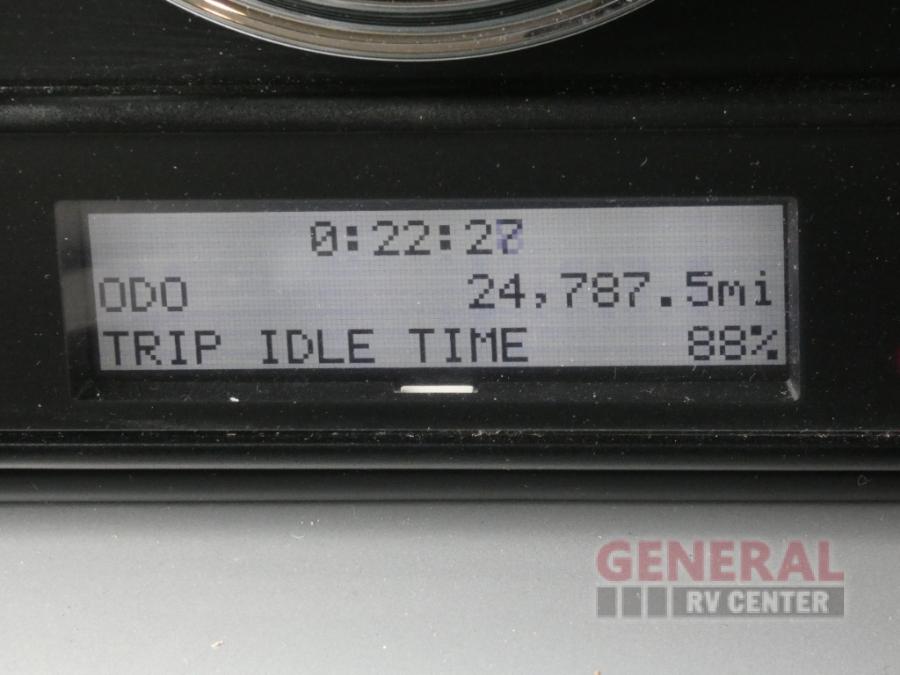 0:22:27
ODO 24,787.5mi
TRIP IDLE TIME 88%
GENERAL
RV CENTER